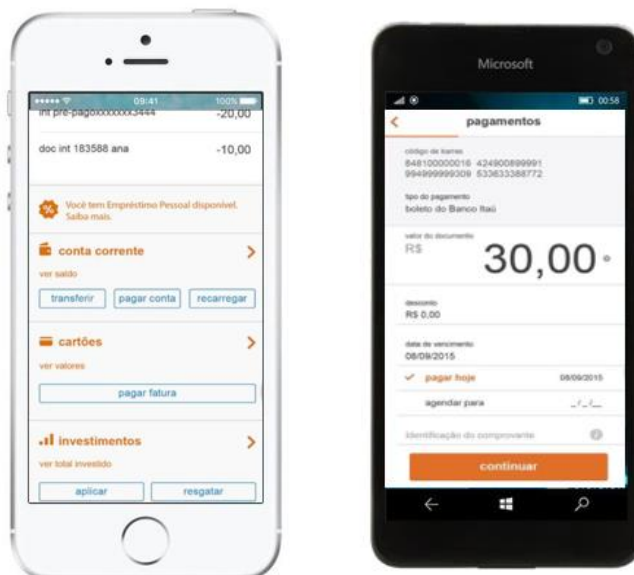 09:41 100%
int pre-pagoxxxxxxx3444 -20,00
doc int 183588 ana -10,00
Você tem Empréstimo Pessoal disponível.
Saiba mais.
conta corrente
ver saldo
transferir pagar conta recarregar
cartões
ver valores
pagar fatura
investimentos
ver total investido
aplicar resgatar
Microsoft
00:58
pagamentos
código de barras
848100000016 424900899991
994999999309 533633388772
tipo do pagamento
boleto do Banco Itaú
valor do documento
R$ 30,00
desconto
R$ 0,00
data de vencimento
08/09/2015
pagar hoje 08/09/2015
agendar para _/_/_
identificação do comprovante
continuar